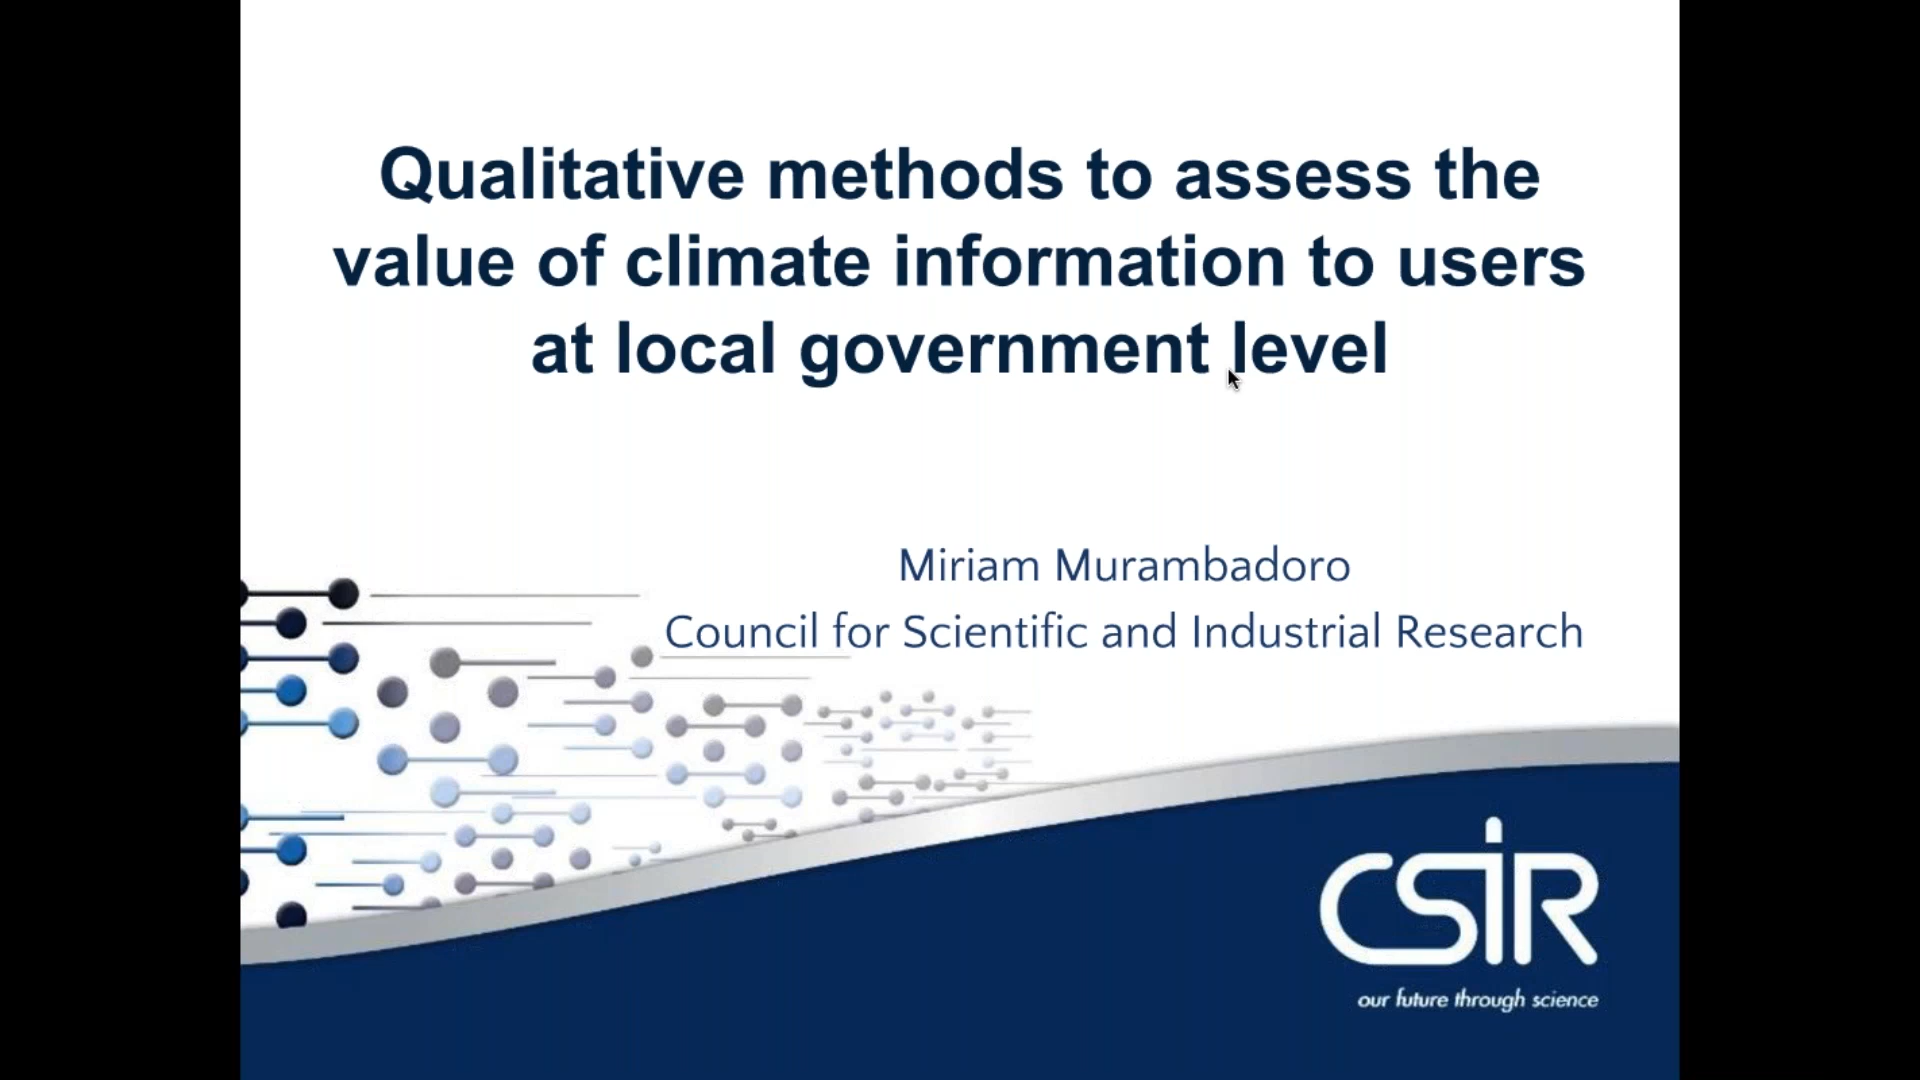 Qualitative methods to assess the
value of climate information to users
at local government level
Miriam Murambadoro
Council for Scientific and Industrial Research
CSIR
our future through science